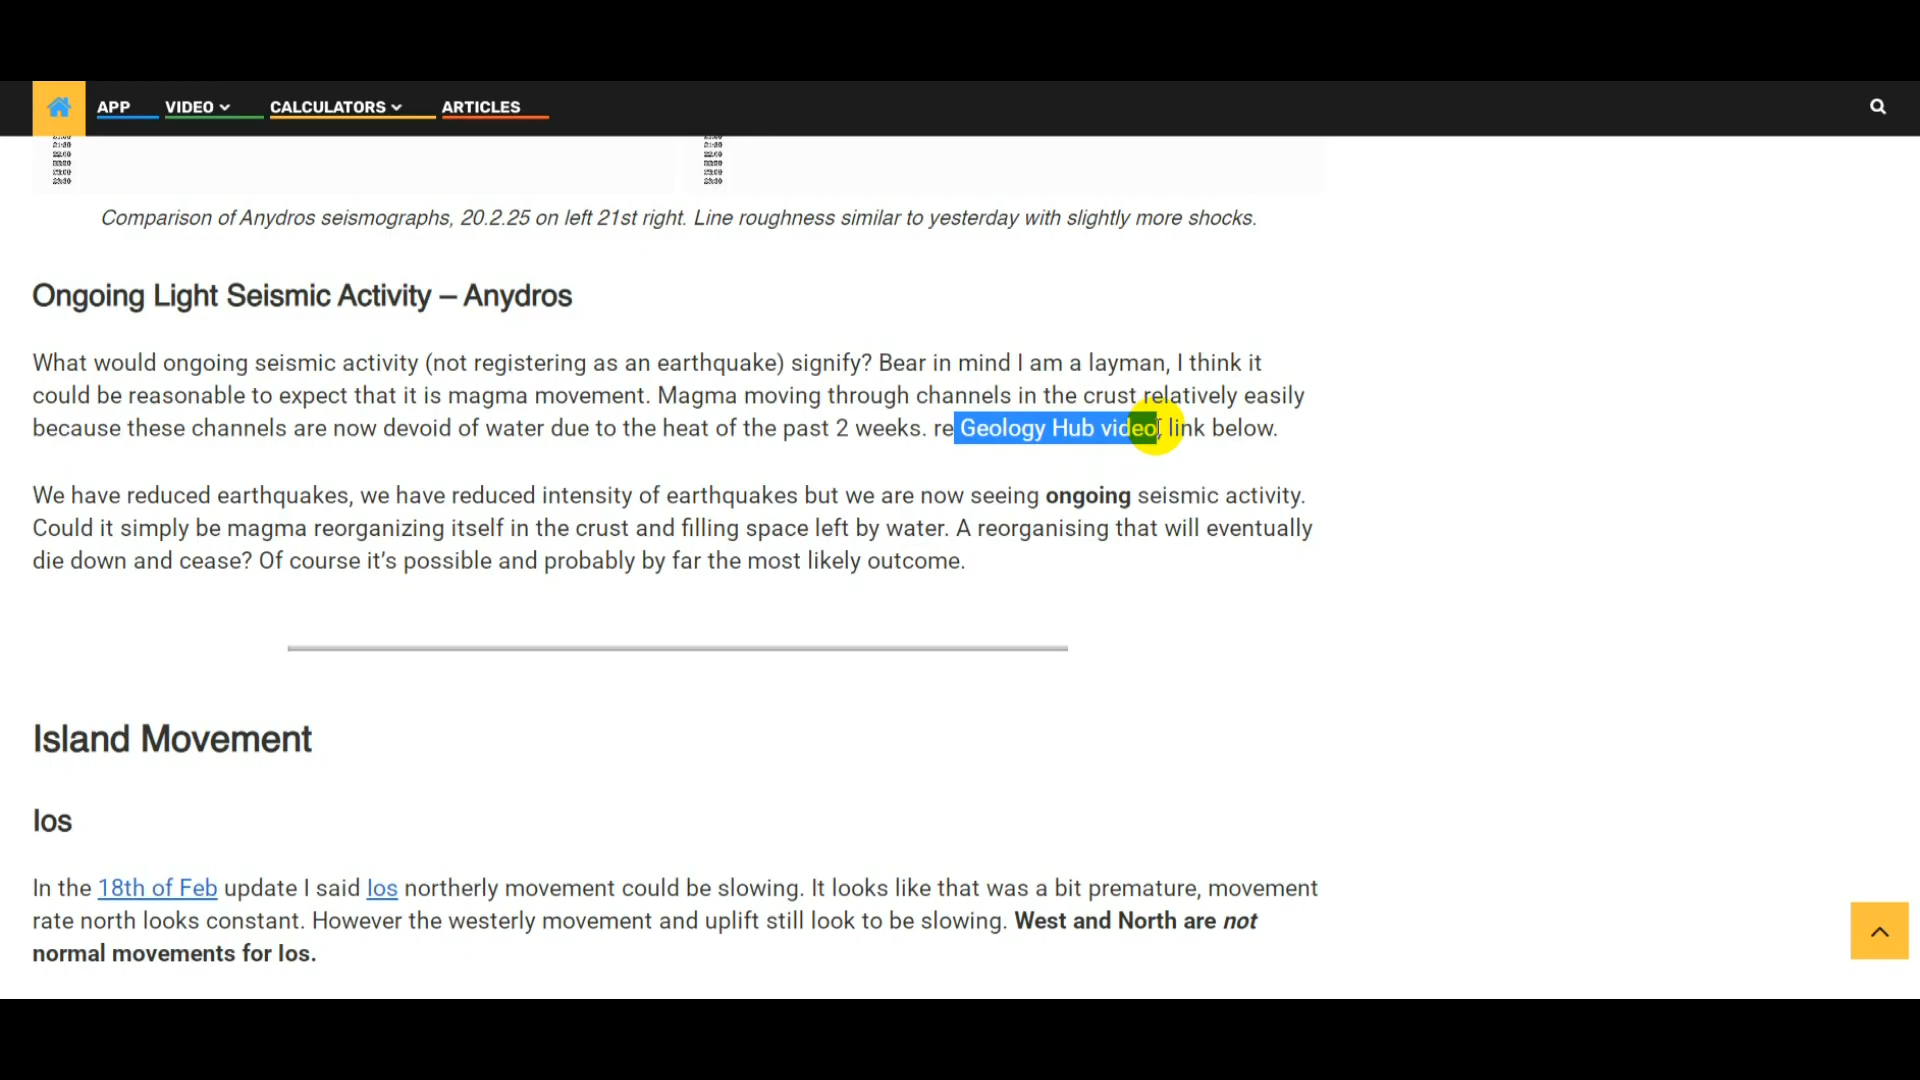 APP VIDEO CALCULATORS ARTICLES
21:30
23:30
21:30
23:30
Comparison of Anydros seismographs, 20.2.25 on left 21st right. Line roughness similar to yesterday with slightly more shocks.
Ongoing Light Seismic Activity – Anydros
What would ongoing seismic activity (not registering as an earthquake) signify? Bear in mind I am a layman, I think it
could be reasonable to expect that it is magma movement. Magma moving through channels in the crust relatively easily
because these channels are now devoid of water due to the heat of the past 2 weeks. re Geology Hub video, link below.
We have reduced earthquakes, we have reduced intensity of earthquakes but we are now seeing ongoing seismic activity.
Could it simply be magma reorganizing itself in the crust and filling space left by water. A reorganising that will eventually
die down and cease? Of course it’s possible and probably by far the most likely outcome.
Island Movement
Ios
In the 18th of Feb update I said Ios northerly movement could be slowing. It looks like that was a bit premature, movement
rate north looks constant. However the westerly movement and uplift still look to be slowing. West and North are not
normal movements for Ios.